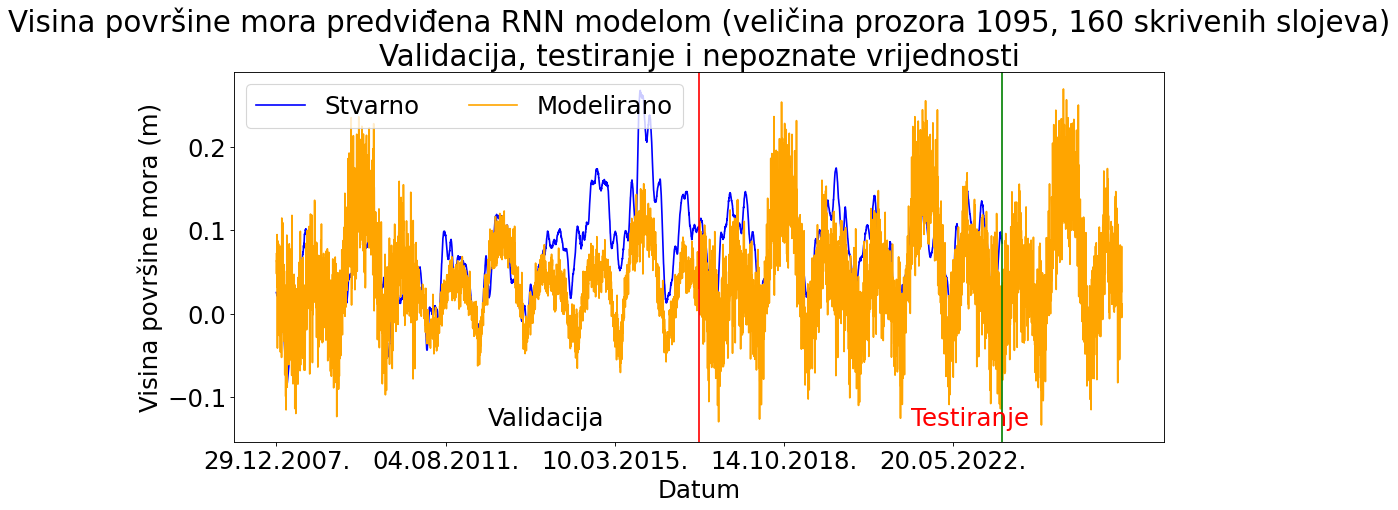 Visina površine mora predviđena RNN modelom (veličina prozora 1095, 160 skrivenih slojeva)
Validacija, testiranje i nepoznate vrijednosti
Stvarno
Modelirano
Visina površine mora (m)
0.2
0.1
0.0
−0.1
Validacija
Testiranje
29.12.2007.
04.08.2011.
10.03.2015.
14.10.2018.
20.05.2022.
Datum